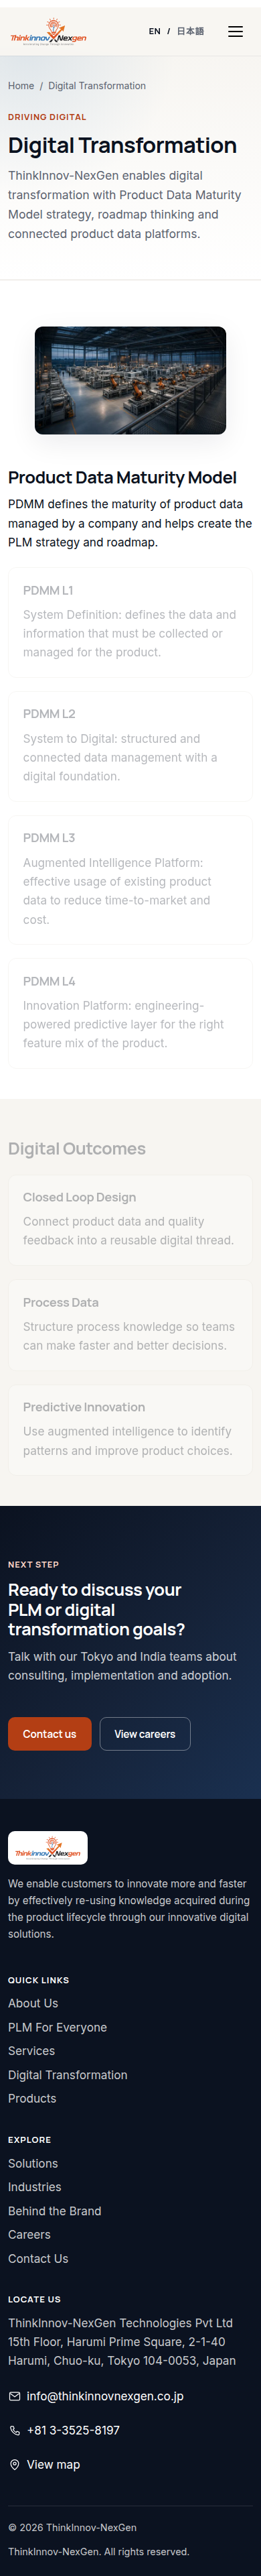 ThinkInnov Nexgen
EN / 日本語
Home / Digital Transformation
DRIVING DIGITAL
Digital Transformation
ThinkInnov-NexGen enables digital
transformation with Product Data Maturity
Model strategy, roadmap thinking and
connected product data platforms.
Product Data Maturity Model
PDMM defines the maturity of product data
managed by a company and helps create the
PLM strategy and roadmap.
PDMM L1
System Definition: defines the data and
information that must be collected or
managed for the product.
PDMM L2
System to Digital: structured and
connected data management with a
digital foundation.
PDMM L3
Augmented Intelligence Platform:
effective usage of existing product
data to reduce time-to-market and
cost.
PDMM L4
Innovation Platform: engineering-
powered predictive layer for the right
feature mix of the product.
Digital Outcomes
Closed Loop Design
Connect product data and quality
feedback into a reusable digital thread.
Process Data
Structure process knowledge so teams
can make faster and better decisions.
Predictive Innovation
Use augmented intelligence to identify
patterns and improve product choices.
NEXT STEP
Ready to discuss your
PLM or digital
transformation goals?
Talk with our Tokyo and India teams about
consulting, implementation and adoption.
Contact us View careers
ThinkInnov Nexgen
We enable customers to innovate more and faster
by effectively re-using knowledge acquired during
the product lifecycle through our innovative digital
solutions.
QUICK LINKS
About Us
PLM For Everyone
Services
Digital Transformation
Products
EXPLORE
Solutions
Industries
Behind the Brand
Careers
Contact Us
LOCATE US
ThinkInnov-NexGen Technologies Pvt Ltd
15th Floor, Harumi Prime Square, 2-1-40
Harumi, Chuo-ku, Tokyo 104-0053, Japan
info@thinkinnovnexgen.co.jp
+81 3-3525-8197
View map
© 2026 ThinkInnov-NexGen
ThinkInnov-NexGen. All rights reserved.